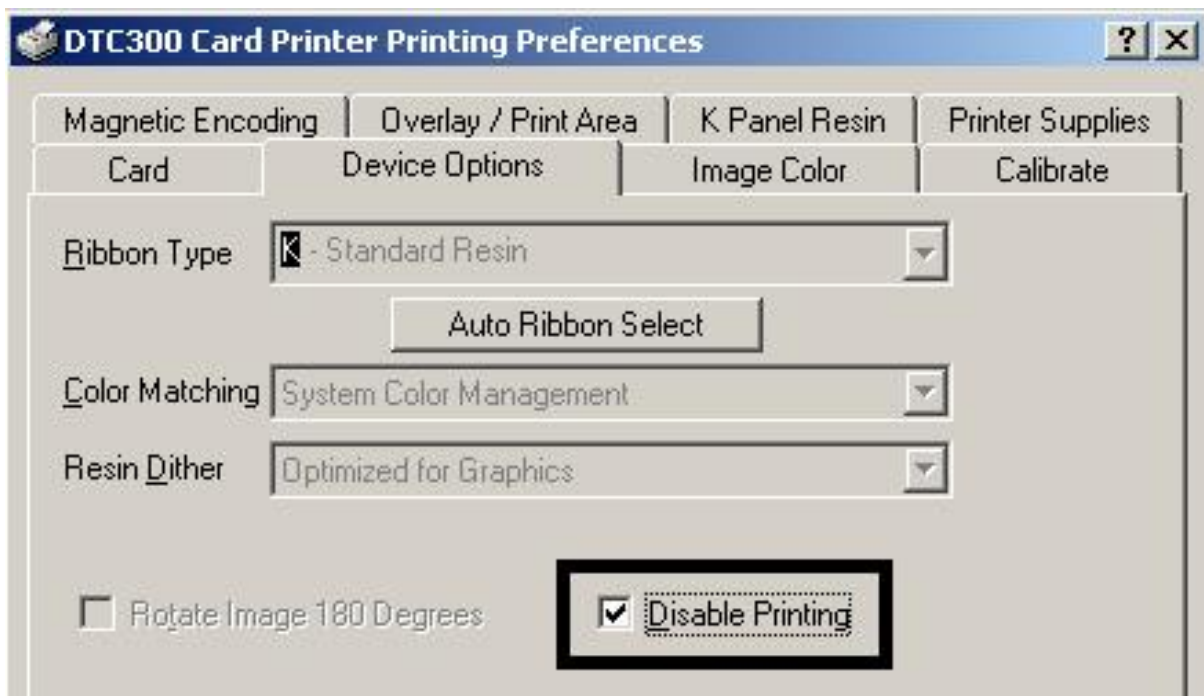 DTC300 Card Printer Printing Preferences
Magnetic Encoding Overlay / Print Area K Panel Resin Printer Supplies
Card Device Options Image Color Calibrate
Ribbon Type K - Standard Resin
Auto Ribbon Select
Color Matching System Color Management
Resin Dither Optimized for Graphics
Rotate Image 180 Degrees Disable Printing